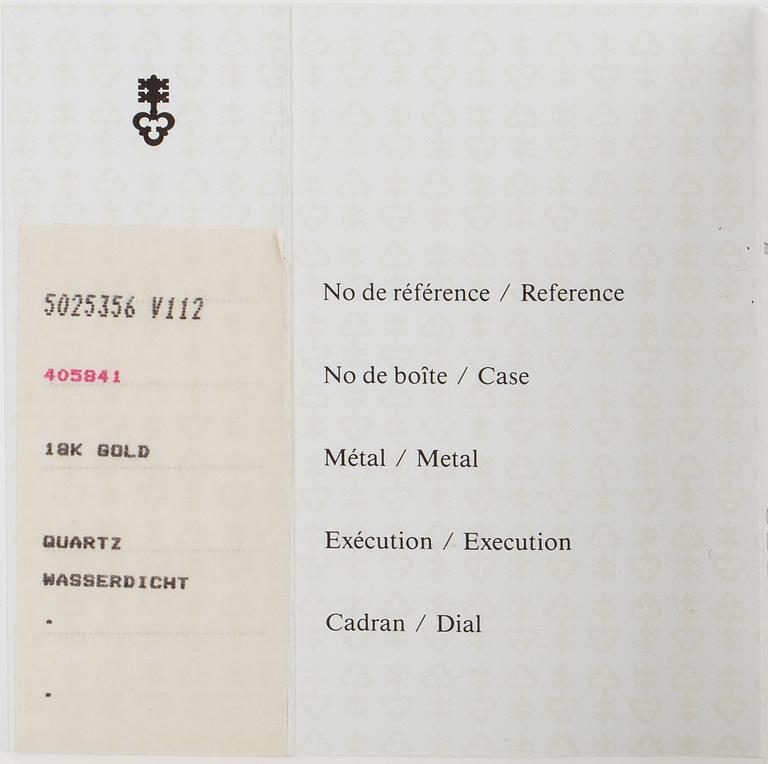 5025356 V112
No de référence / Reference
405841
No de boîte / Case
18K GOLD
Métal / Metal
QUARTZ
Exécution / Execution
WASSERDICHT
.
Cadran / Dial
.